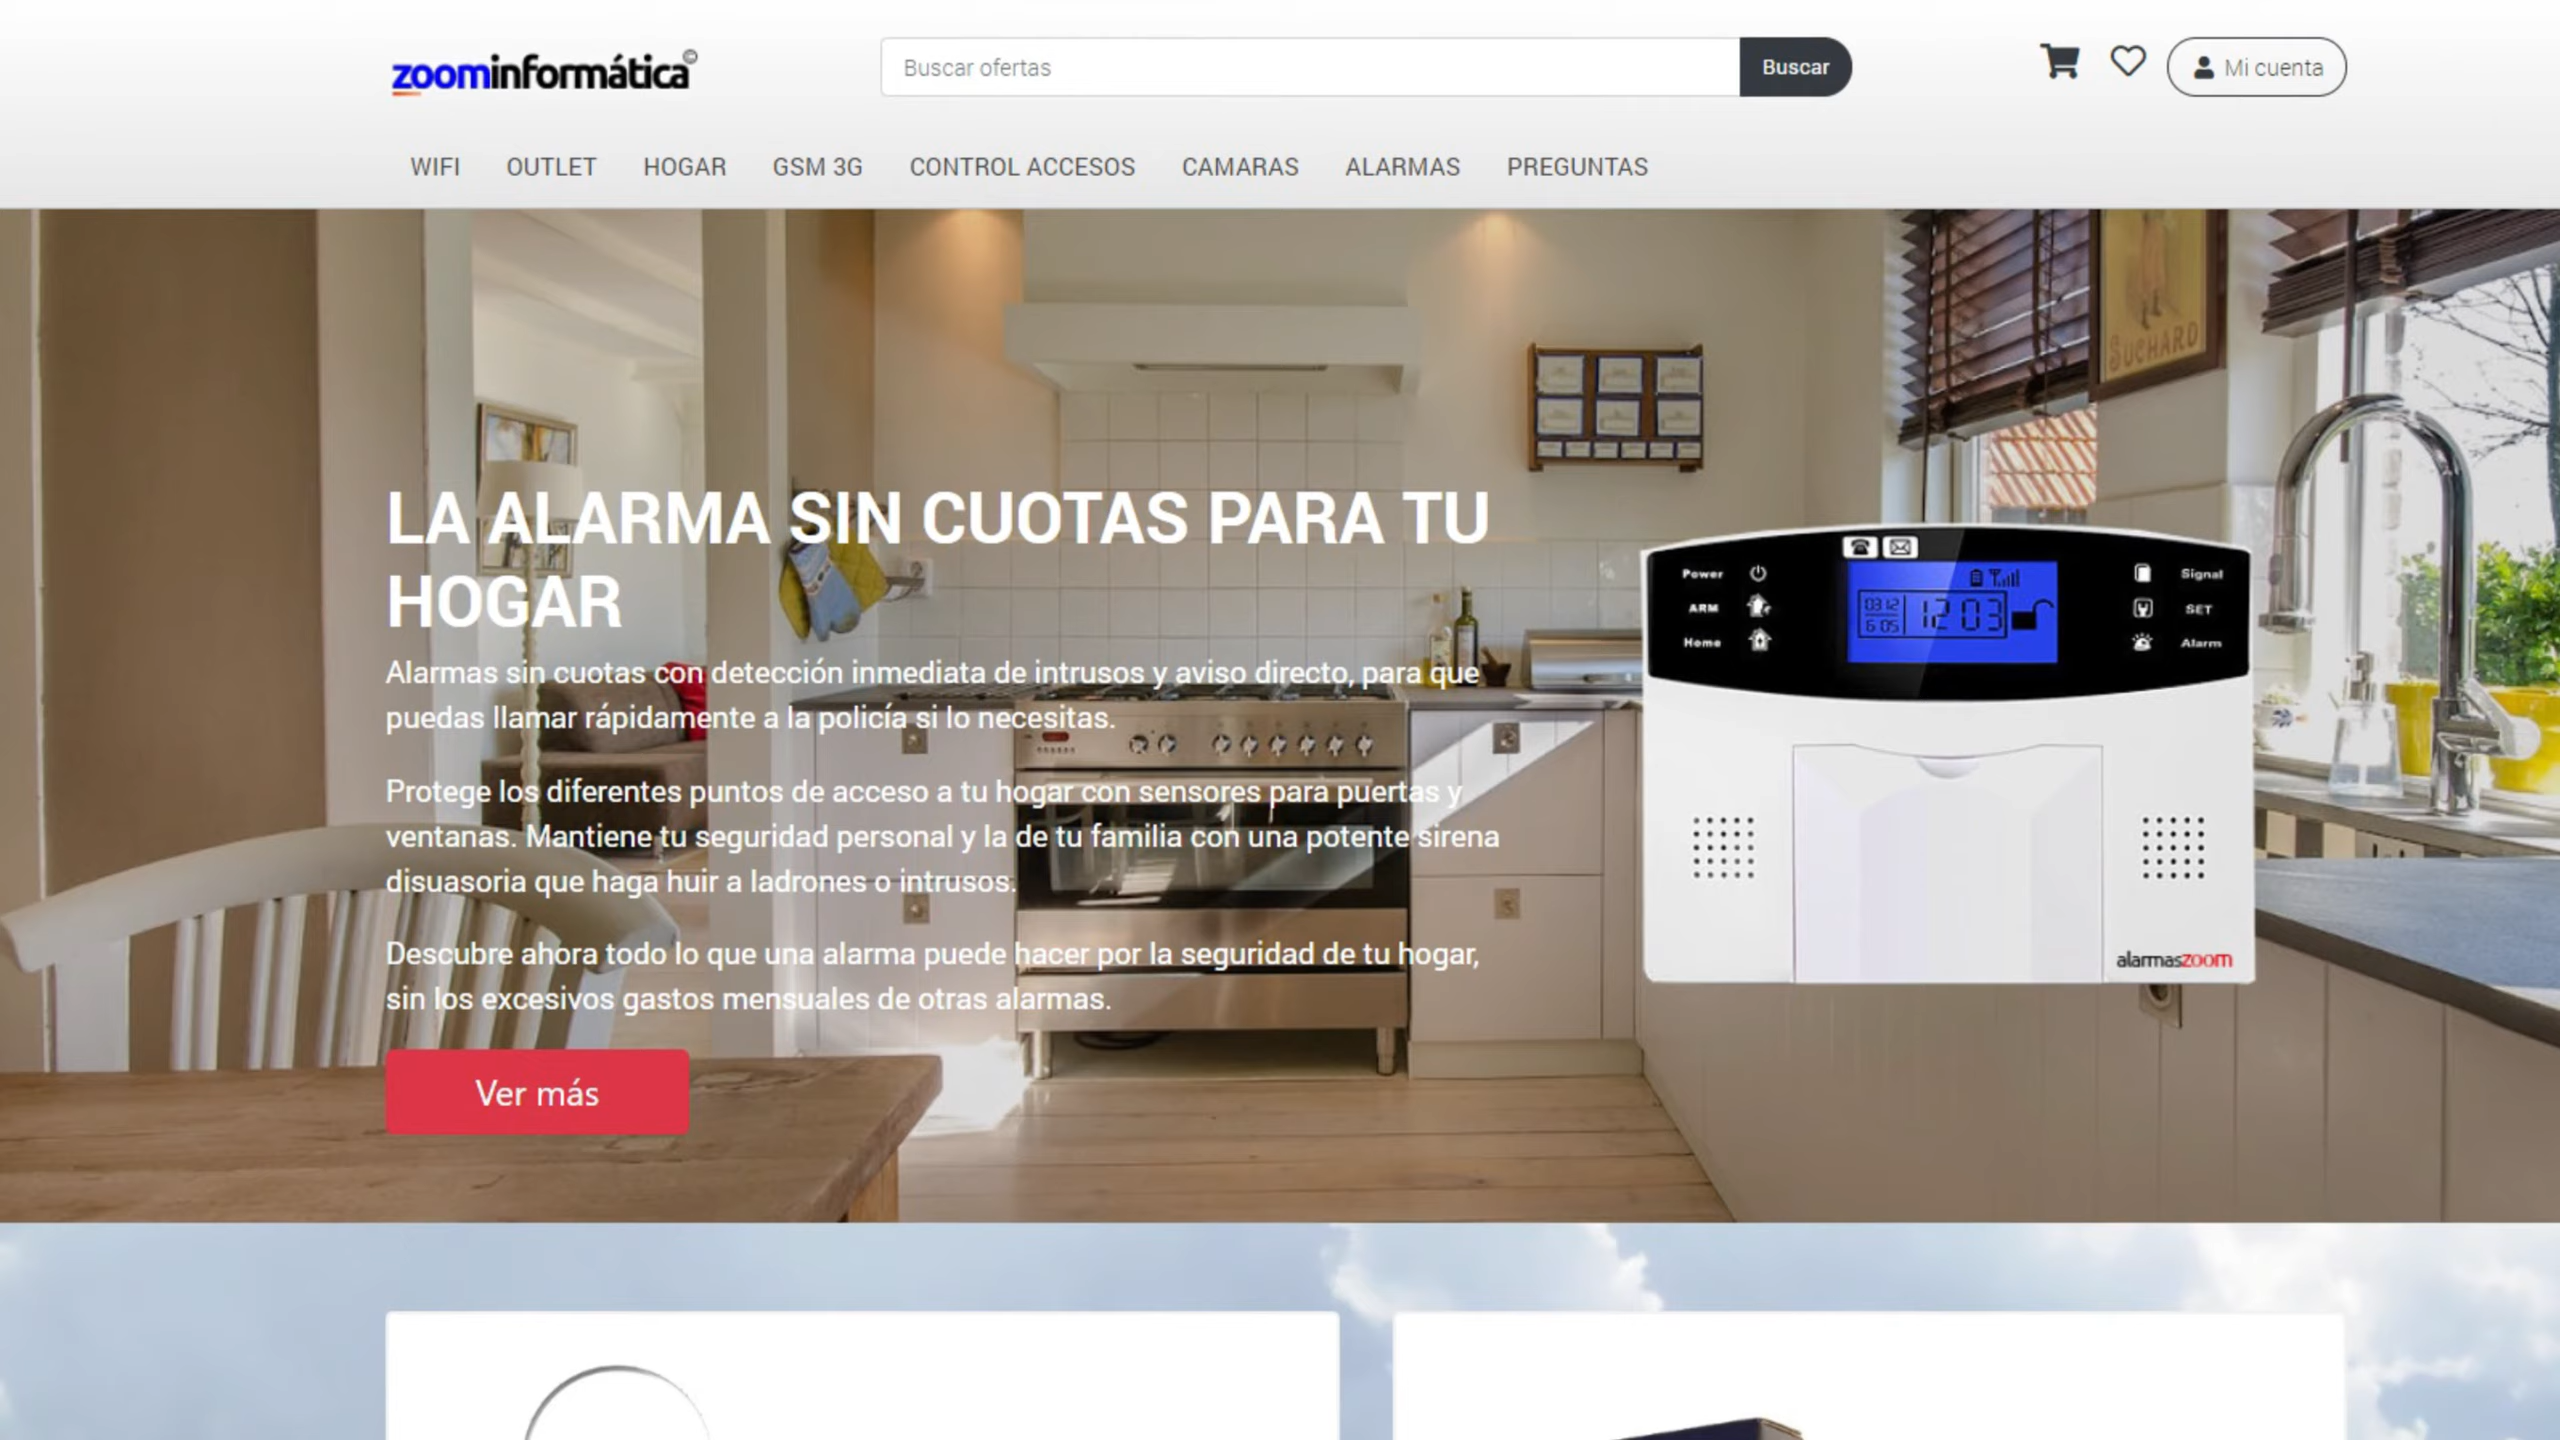 zoominformática©
Buscar ofertas
Buscar
Mi cuenta
WIFI
OUTLET
HOGAR
GSM 3G
CONTROL ACCESOS
CAMARAS
ALARMAS
PREGUNTAS
SUCHARD
LA ALARMA SIN CUOTAS PARA TU
HOGAR
Alarmas sin cuotas con detección inmediata de intrusos y aviso directo, para que
puedas llamar rápidamente a la policía si lo necesitas.
Protege los diferentes puntos de acceso a tu hogar con sensores para puertas y
ventanas. Mantiene tu seguridad personal y la de tu familia con una potente sirena
disuasoria que haga huir a ladrones o intrusos.
Descubre ahora todo lo que una alarma puede hacer por la seguridad de tu hogar,
sin los excesivos gastos mensuales de otras alarmas.
Ver más
Power
ARM
Home
03 12
6 05
12 03
Signal
SET
Alarm
alarmaszoom